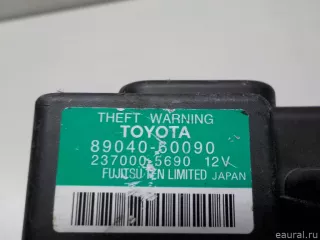 THEFT WARNING
TOYOTA
89040-60090
237000-5690 12V
FUJITSU TEN LIMITED JAPAN
© eaural.ru